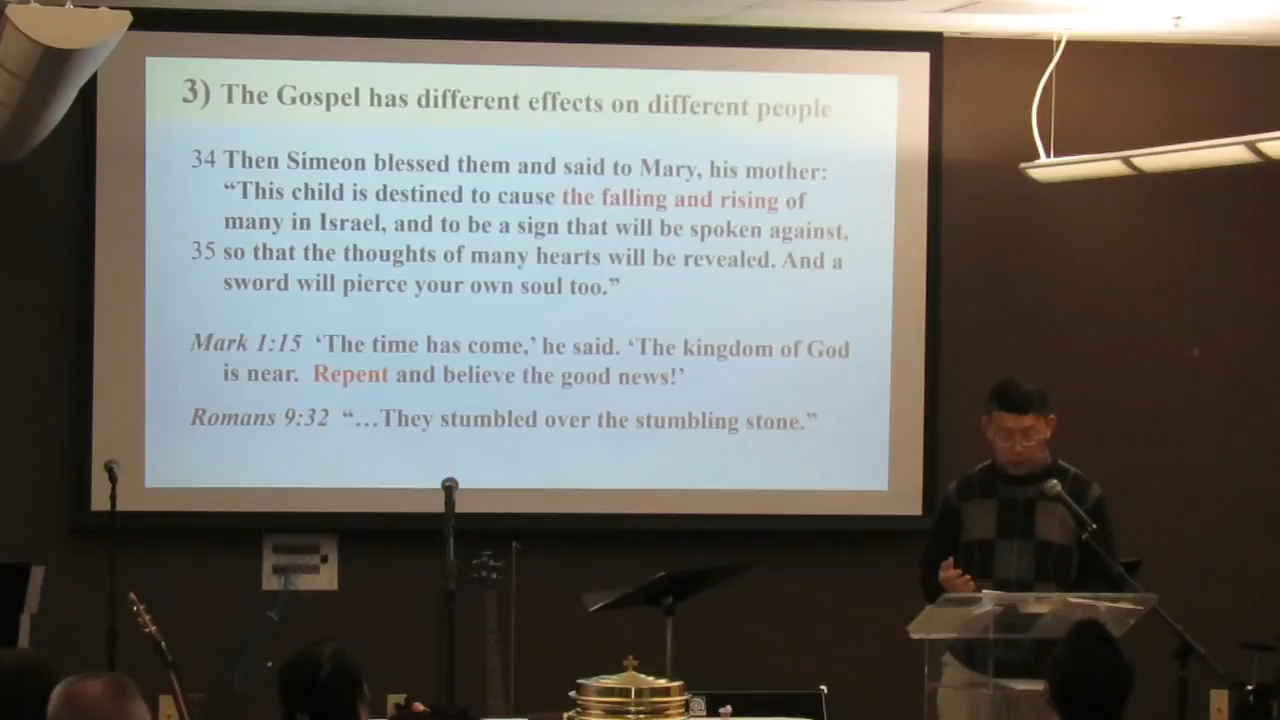 3) The Gospel has different effects on different people
34 Then Simeon blessed them and said to Mary, his mother:
“This child is destined to cause the falling and rising of
many in Israel, and to be a sign that will be spoken against,
35 so that the thoughts of many hearts will be revealed. And a
sword will pierce your own soul too.”
Mark 1:15 ‘The time has come,’ he said. ‘The kingdom of God
is near. Repent and believe the good news!’
Romans 9:32 “…They stumbled over the stumbling stone.”